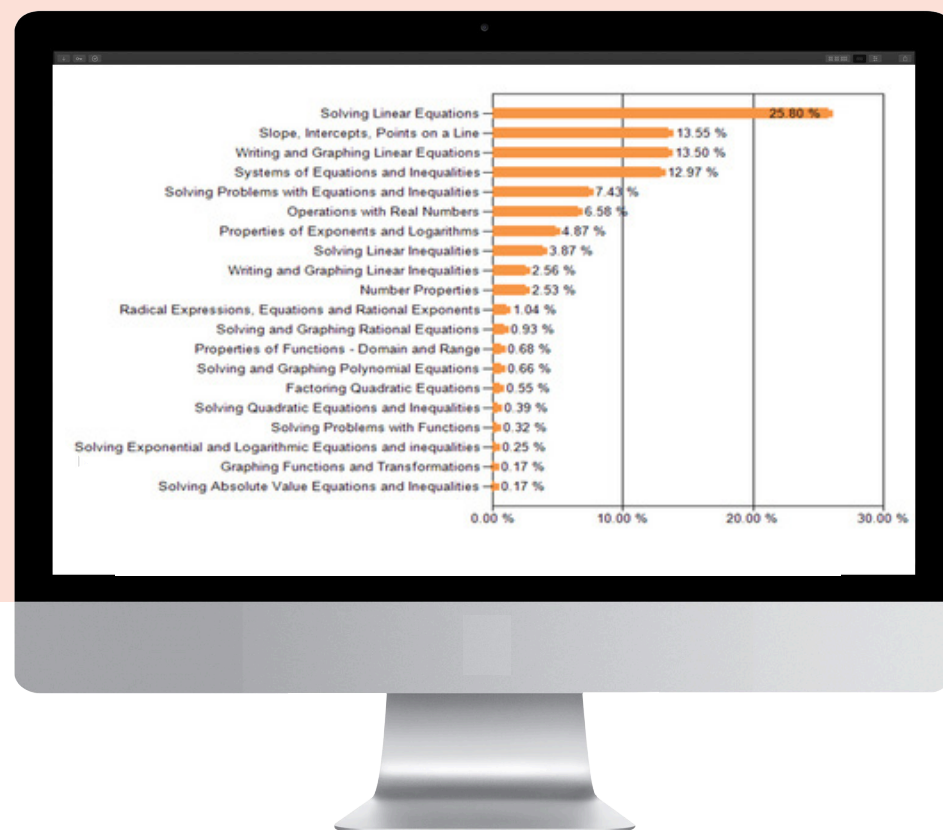 Solving Linear Equations 25.80 %
Slope, Intercepts, Points on a Line 13.55 %
Writing and Graphing Linear Equations 13.50 %
Systems of Equations and Inequalities 12.97 %
Solving Problems with Equations and Inequalities 7.43 %
Operations with Real Numbers 6.58 %
Properties of Exponents and Logarithms 4.87 %
Solving Linear Inequalities 3.87 %
Writing and Graphing Linear Inequalities 2.56 %
Number Properties 2.53 %
Radical Expressions, Equations and Rational Exponents 1.04 %
Solving and Graphing Rational Equations 0.93 %
Properties of Functions - Domain and Range 0.68 %
Solving and Graphing Polynomial Equations 0.66 %
Factoring Quadratic Equations 0.55 %
Solving Quadratic Equations and Inequalities 0.39 %
Solving Problems with Functions 0.32 %
Solving Exponential and Logarithmic Equations and inequalities 0.25 %
Graphing Functions and Transformations 0.17 %
Solving Absolute Value Equations and Inequalities 0.17 %
0.00 % 10.00 % 20.00 % 30.00 %